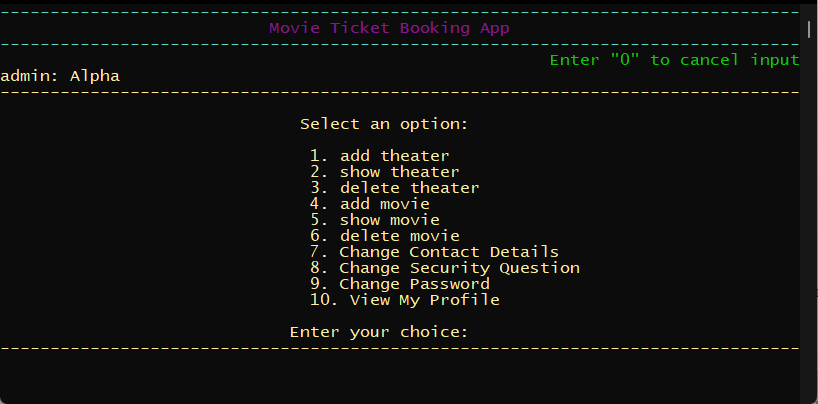 Movie Ticket Booking App
Enter "0" to cancel input
admin: Alpha
Select an option:
1. add theater
2. show theater
3. delete theater
4. add movie
5. show movie
6. delete movie
7. Change Contact Details
8. Change Security Question
9. Change Password
10. View My Profile
Enter your choice: